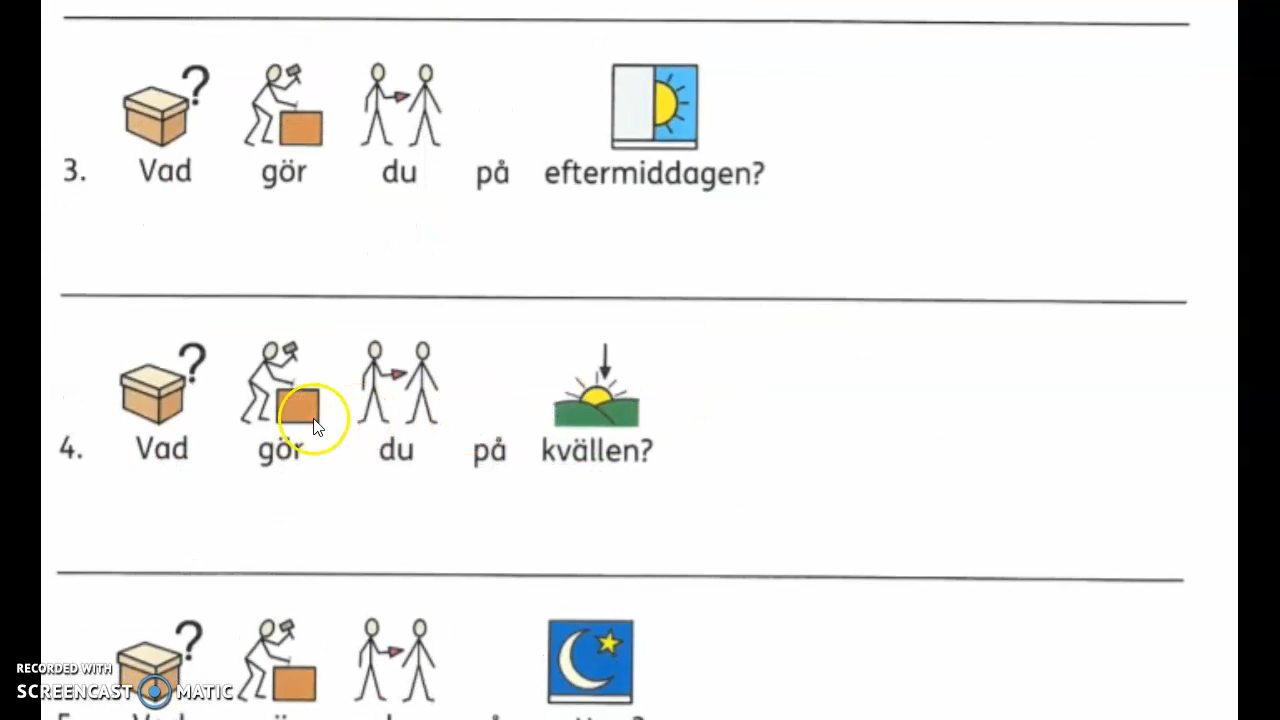 ?
3. Vad gör du på eftermiddagen?
?
4. Vad gör du på kvällen?
?
RECORDED WITH
SCREENCAST MATIC